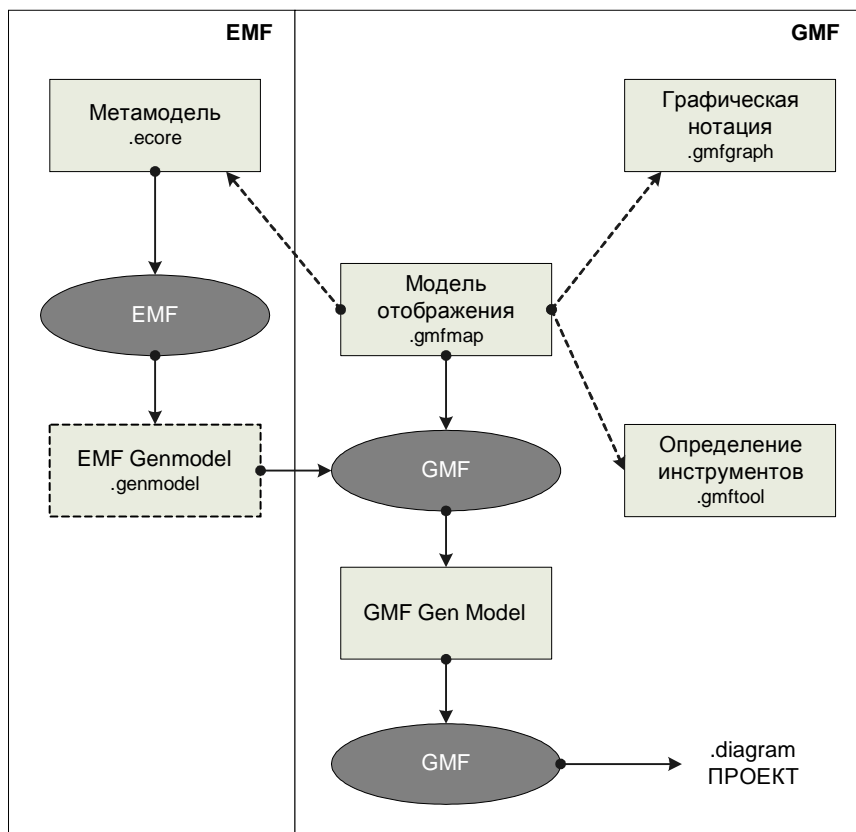 EMF
GMF
Метамодель
.ecore
Графическая
нотация
.gmfgraph
EMF
Модель
отображения
.gmfmap
EMF Genmodel
.genmodel
GMF
Определение
инструментов
.gmftool
GMF Gen Model
GMF
.diagram
ПРОЕКТ